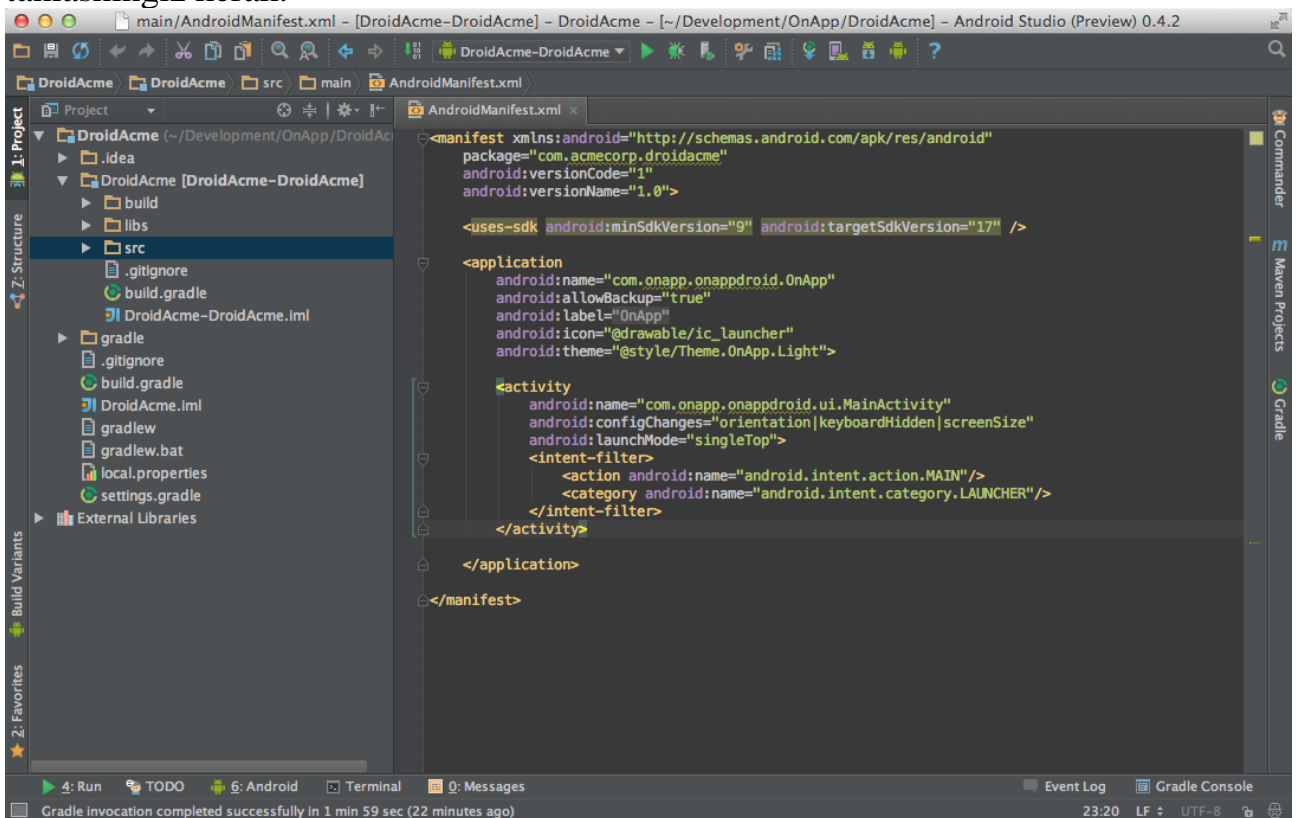 main/AndroidManifest.xml – [DroidAcme-DroidAcme] – DroidAcme – [~/Development/OnApp/DroidAcme] – Android Studio (Preview) 0.4.2
DroidAcme-DroidAcme
DroidAcme DroidAcme src main AndroidManifest.xml
1: Project
Z: Structure
Build Variants
2: Favorites
Project
DroidAcme (~/Development/OnApp/DroidAc
.idea
DroidAcme [DroidAcme-DroidAcme]
build
libs
src
.gitignore
build.gradle
DroidAcme-DroidAcme.iml
gradle
.gitignore
build.gradle
DroidAcme.iml
gradlew
gradlew.bat
local.properties
settings.gradle
External Libraries
AndroidManifest.xml
<manifest xmlns:android="http://schemas.android.com/apk/res/android"
package="com.acmecorp.droidacme"
android:versionCode="1"
android:versionName="1.0">
<uses-sdk android:minSdkVersion="9" android:targetSdkVersion="17" />
<application
android:name="com.onapp.onappdroid.OnApp"
android:allowBackup="true"
android:label="OnApp"
android:icon="@drawable/ic_launcher"
android:theme="@style/Theme.OnApp.Light">
<activity
android:name="com.onapp.onappdroid.ui.MainActivity"
android:configChanges="orientation|keyboardHidden|screenSize"
android:launchMode="singleTop">
<intent-filter>
<action android:name="android.intent.action.MAIN"/>
<category android:name="android.intent.category.LAUNCHER"/>
</intent-filter>
</activity>
</application>
</manifest>
Commander
Maven Projects
Gradle
4: Run TODO 6: Android Terminal 0: Messages Event Log Gradle Console
Gradle invocation completed successfully in 1 min 59 sec (22 minutes ago) 23:20 LF UTF-8